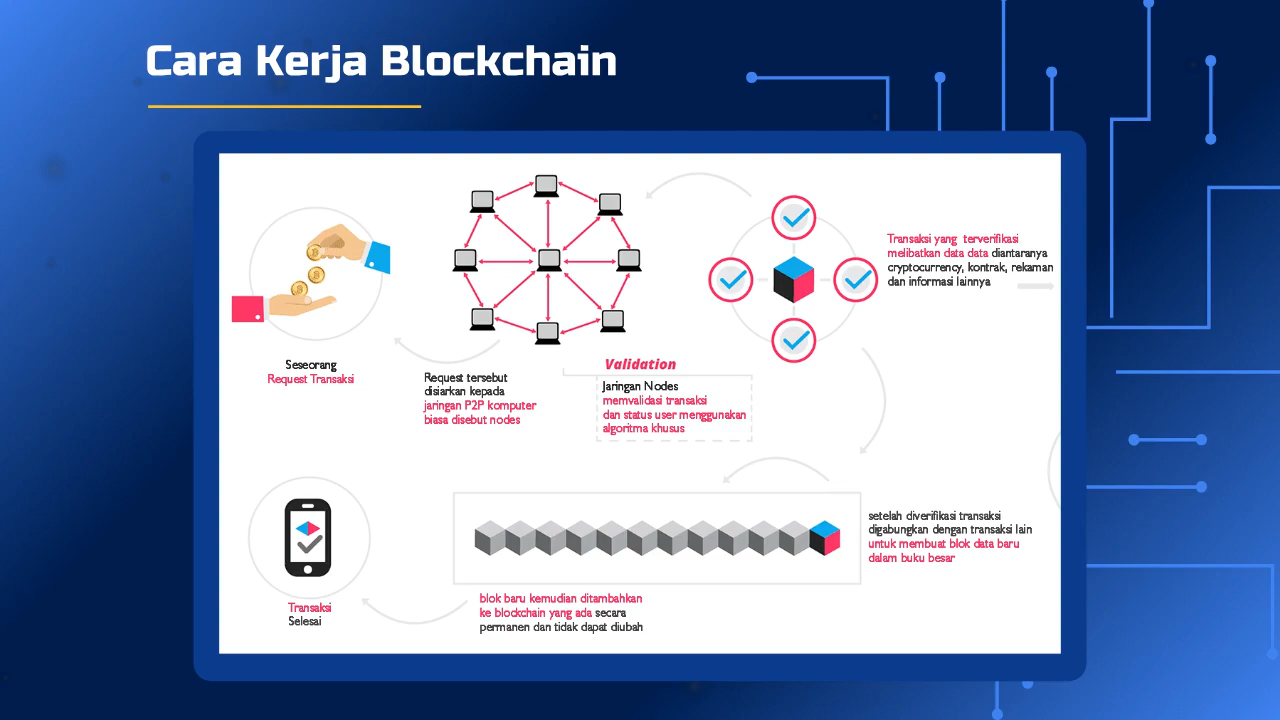 Cara Kerja Blockchain
Seseorang
Request Transaksi
Request tersebut
disiarkan kepada
jaringan P2P komputer
biasa disebut nodes
Validation
Jaringan Nodes
memvalidasi transaksi
dan status user menggunakan
algoritma khusus
Transaksi yang terverifikasi
melibatkan data data diantaranya
cryptocurrency, kontrak, rekaman
dan informasi lainnya
setelah diverifikasi transaksi
digabungkan dengan transaksi lain
untuk membuat blok data baru
dalam buku besar
blok baru kemudian ditambahkan
ke blockchain yang ada secara
permanen dan tidak dapat diubah
Transaksi
Selesai